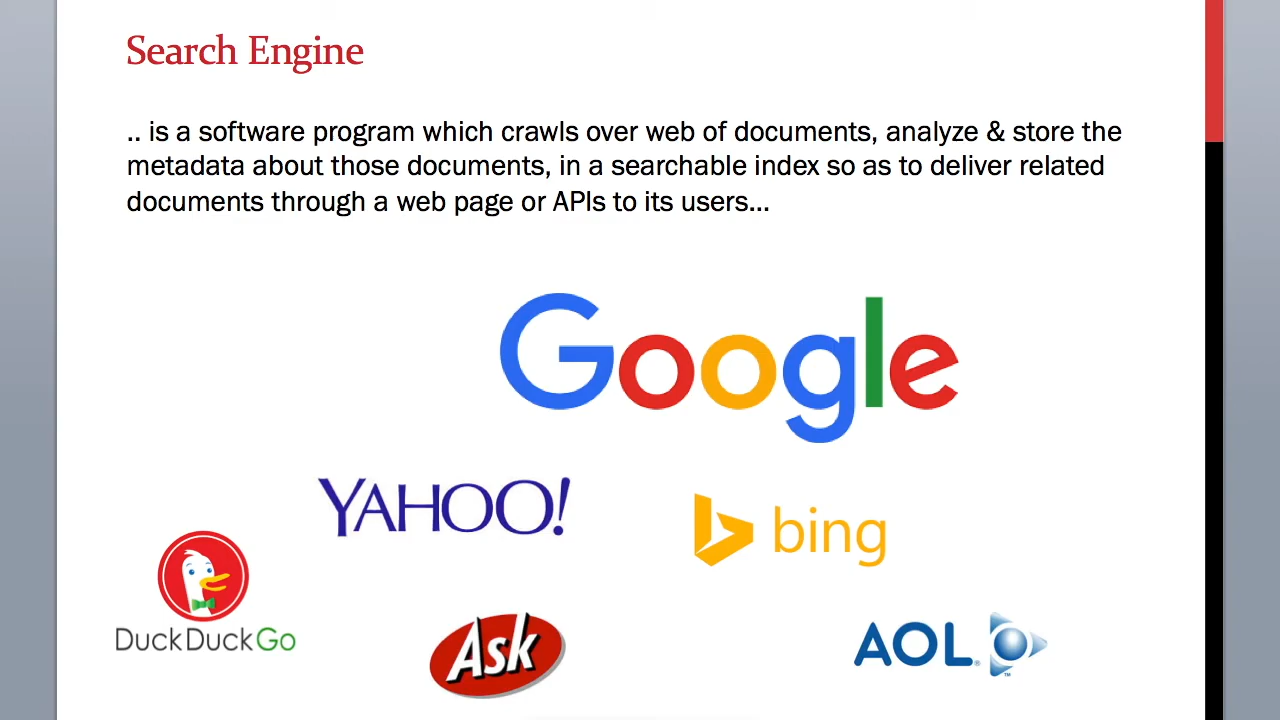 Search Engine
.. is a software program which crawls over web of documents, analyze & store the
metadata about those documents, in a searchable index so as to deliver related
documents through a web page or APIs to its users...
Google
YAHOO!
bing
DuckDuckGo
Ask
AOL